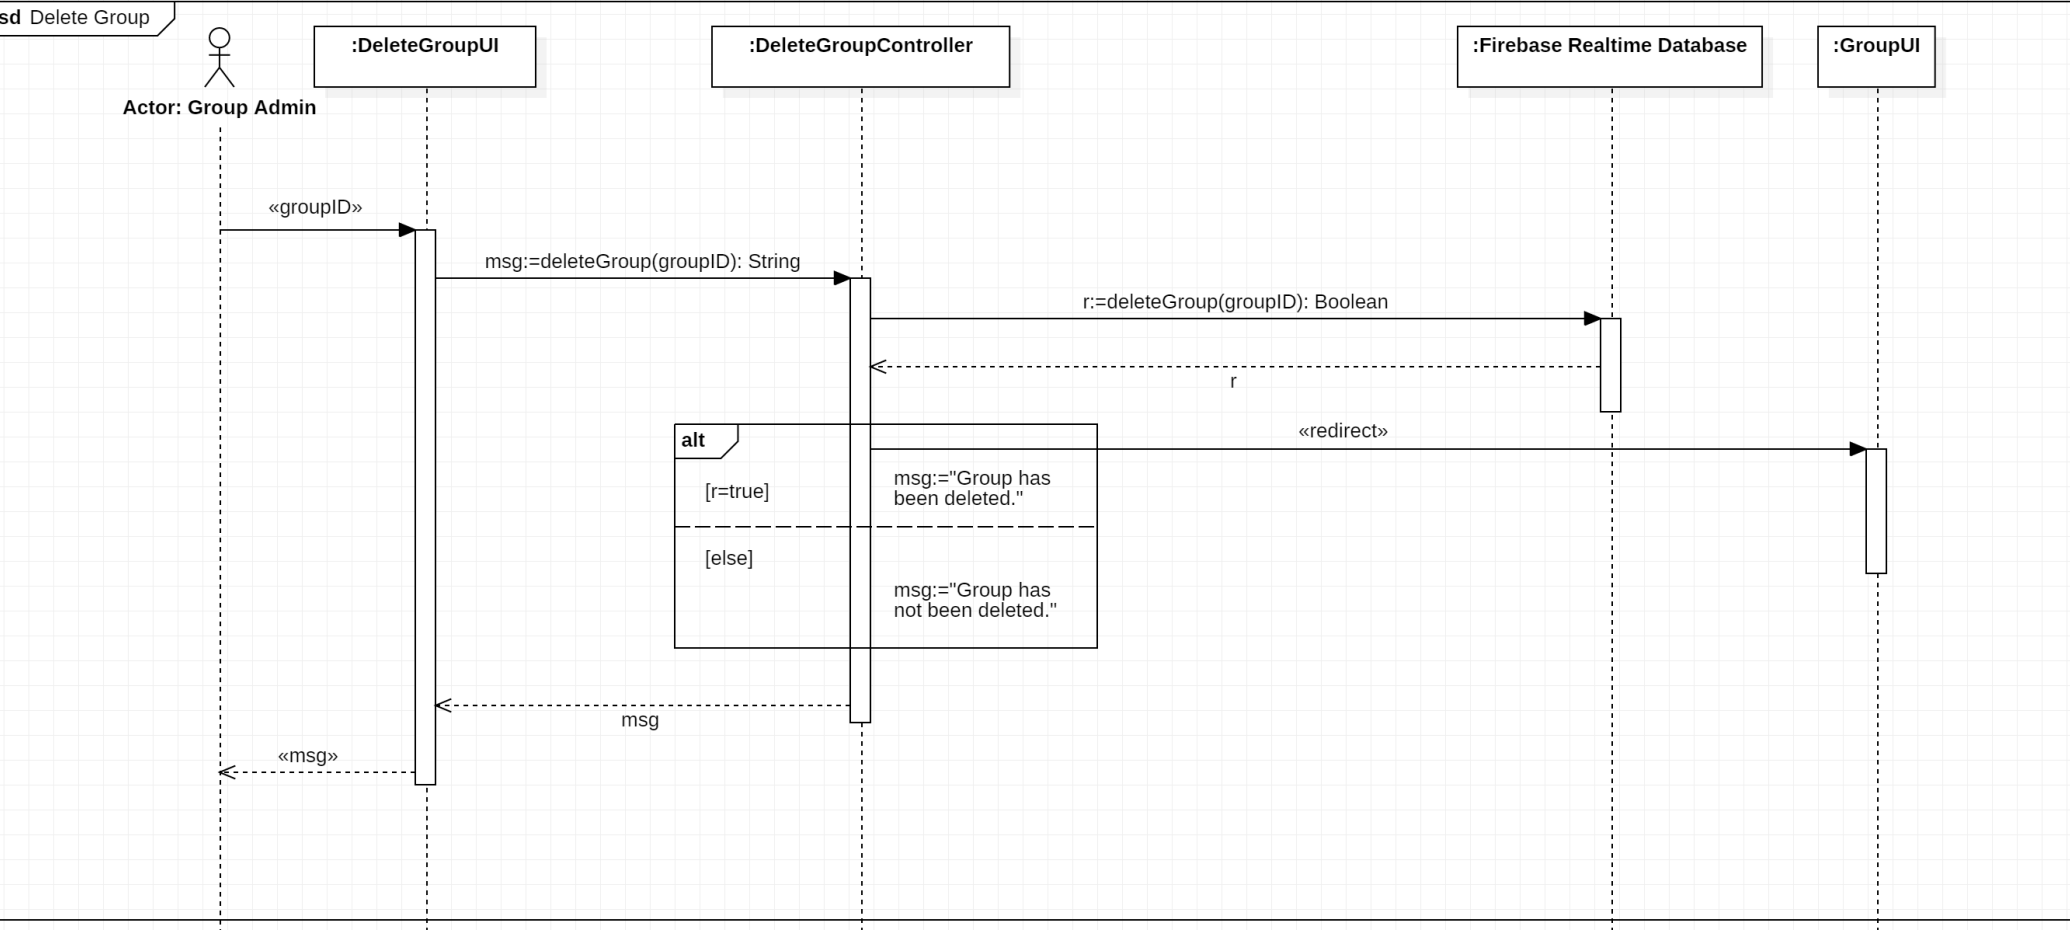 sd Delete Group
:DeleteGroupUI
:DeleteGroupController
:Firebase Realtime Database
:GroupUI
Actor: Group Admin
«groupID»
msg:=deleteGroup(groupID): String
r:=deleteGroup(groupID): Boolean
r
«redirect»
alt
[r=true]
msg:="Group has
been deleted."
[else]
msg:="Group has
not been deleted."
msg
«msg»